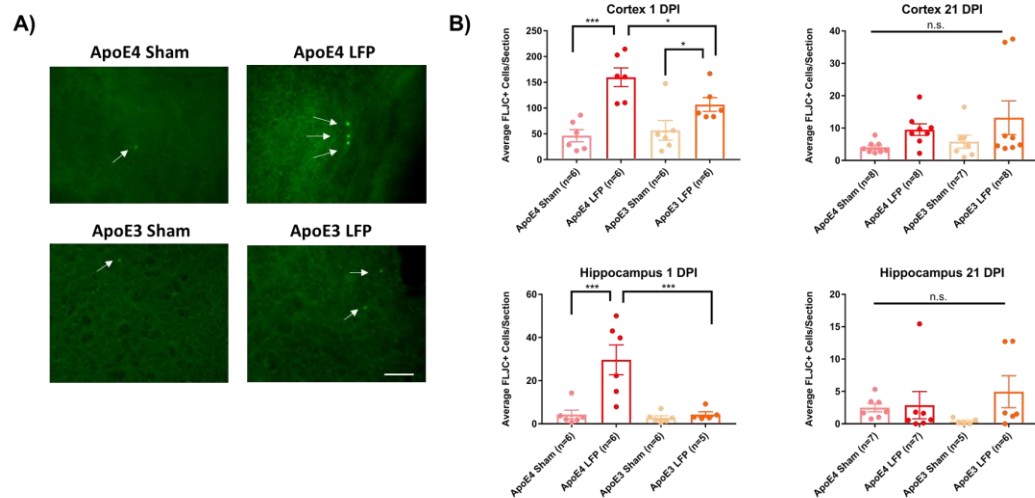 A)
ApoE4 Sham
ApoE4 LFP
ApoE3 Sham
ApoE3 LFP
B)
Cortex 1 DPI
Average FLJC+ Cells/Section
250
200
150
100
50
0
***
*
*
ApoE4 Sham (n=6)
ApoE4 LFP (n=6)
ApoE3 Sham (n=6)
ApoE3 LFP (n=6)
Cortex 21 DPI
Average FLJC+ Cells/Section
40
30
20
10
0
n.s.
ApoE4 Sham (n=8)
ApoE4 LFP (n=8)
ApoE3 Sham (n=7)
ApoE3 LFP (n=8)
Hippocampus 1 DPI
Average FLJC+ Cells/Section
60
40
20
0
***
***
ApoE4 Sham (n=6)
ApoE4 LFP (n=6)
ApoE3 Sham (n=6)
ApoE3 LFP (n=5)
Hippocampus 21 DPI
Average FLJC+ Cells/Section
20
15
10
5
0
n.s.
ApoE4 Sham (n=7)
ApoE4 LFP (n=7)
ApoE3 Sham (n=5)
ApoE3 LFP (n=6)